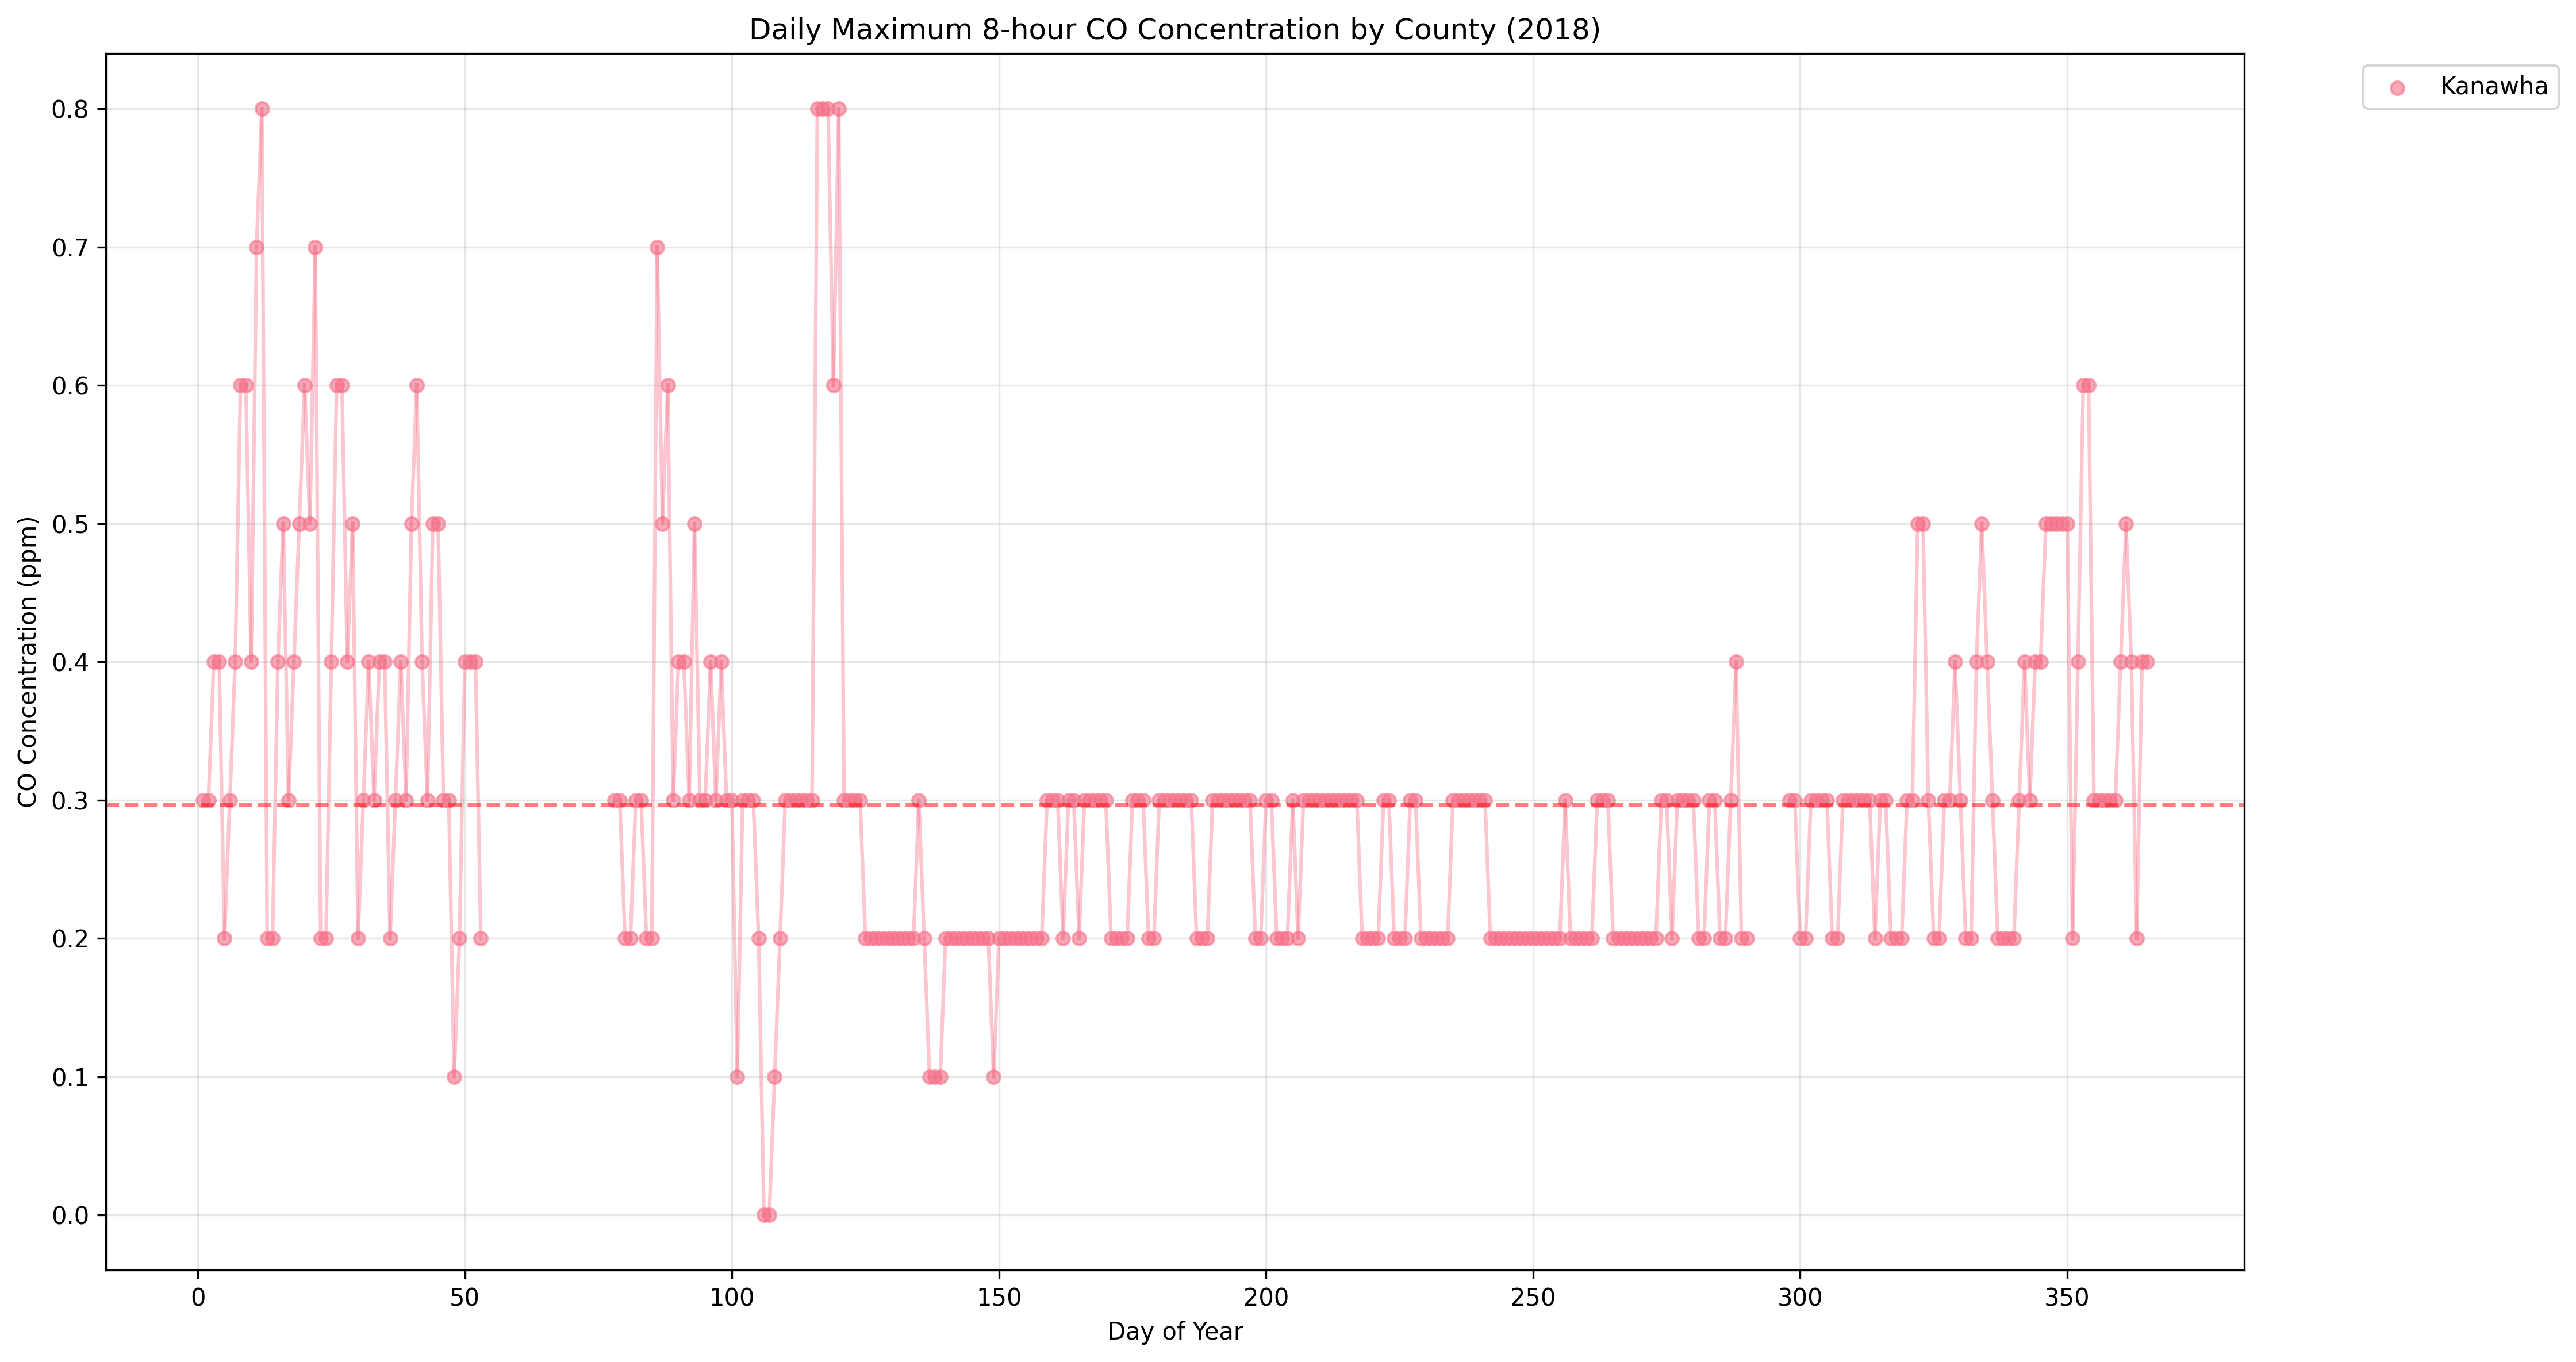 Daily Maximum 8-hour CO Concentration by County (2018)
Kanawha
CO Concentration (ppm)
0.8
0.7
0.6
0.5
0.4
0.3
0.2
0.1
0.0
0 50 100 150 200 250 300 350
Day of Year